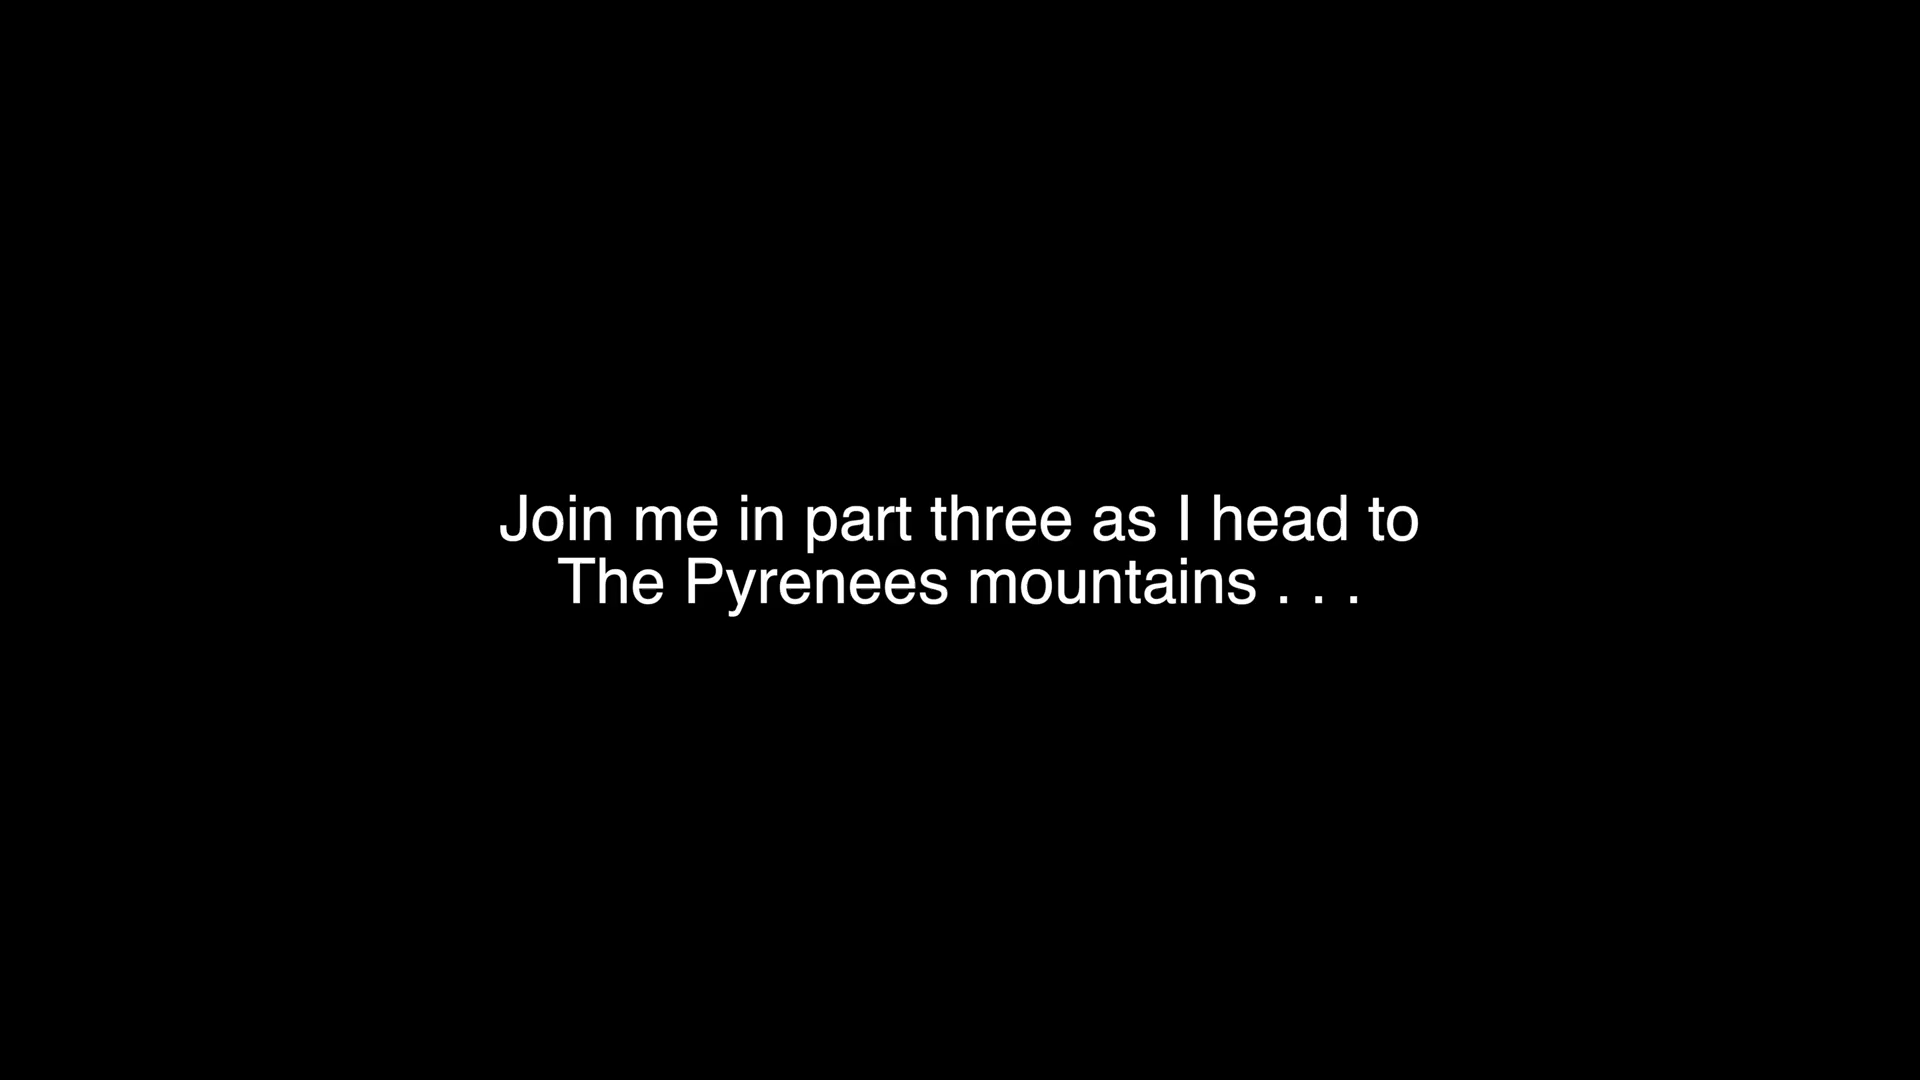 Join me in part three as I head to
The Pyrenees mountains . . .